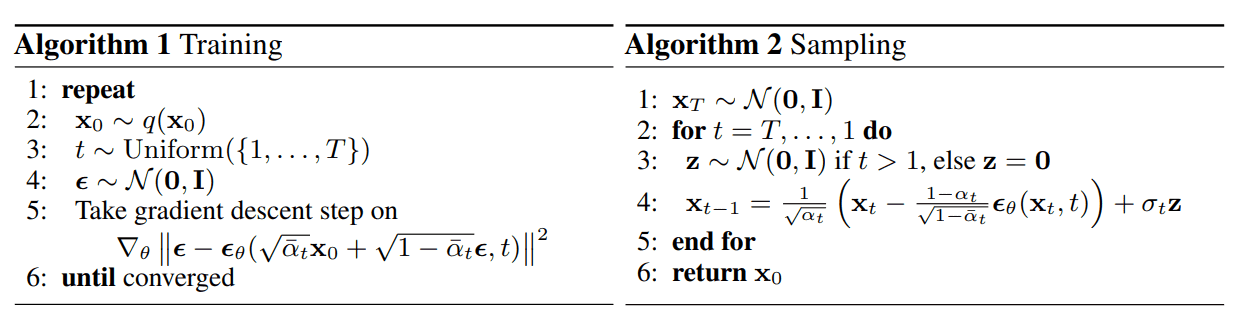 Algorithm 1 Training
1: repeat
2: x₀ ∼ q(x₀)
3: t ∼ Uniform({1, . . . , T})
4: ϵ ∼ 𝒩(0, I)
5: Take gradient descent step on
∇_θ ‖ϵ − ϵ_θ(√ᾱ_t x₀ + √(1 − ᾱ_t) ϵ, t)‖²
6: until converged
Algorithm 2 Sampling
1: x_T ∼ 𝒩(0, I)
2: for t = T, . . . , 1 do
3: z ∼ 𝒩(0, I) if t > 1, else z = 0
4: x_{t−1} = 1/√α_t (x_t − (1−α_t)/√(1−ᾱ_t) ϵ_θ(x_t, t)) + σ_t z
5: end for
6: return x₀